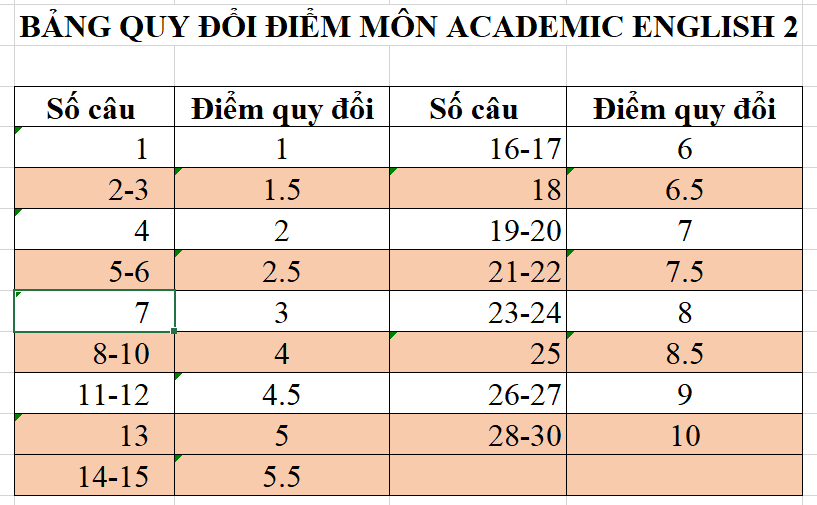 BẢNG QUY ĐỔI ĐIỂM MÔN ACADEMIC ENGLISH 2
Số câu Điểm quy đổi Số câu Điểm quy đổi
1 1 16-17 6
2-3 1.5 18 6.5
4 2 19-20 7
5-6 2.5 21-22 7.5
7 3 23-24 8
8-10 4 25 8.5
11-12 4.5 26-27 9
13 5 28-30 10
14-15 5.5